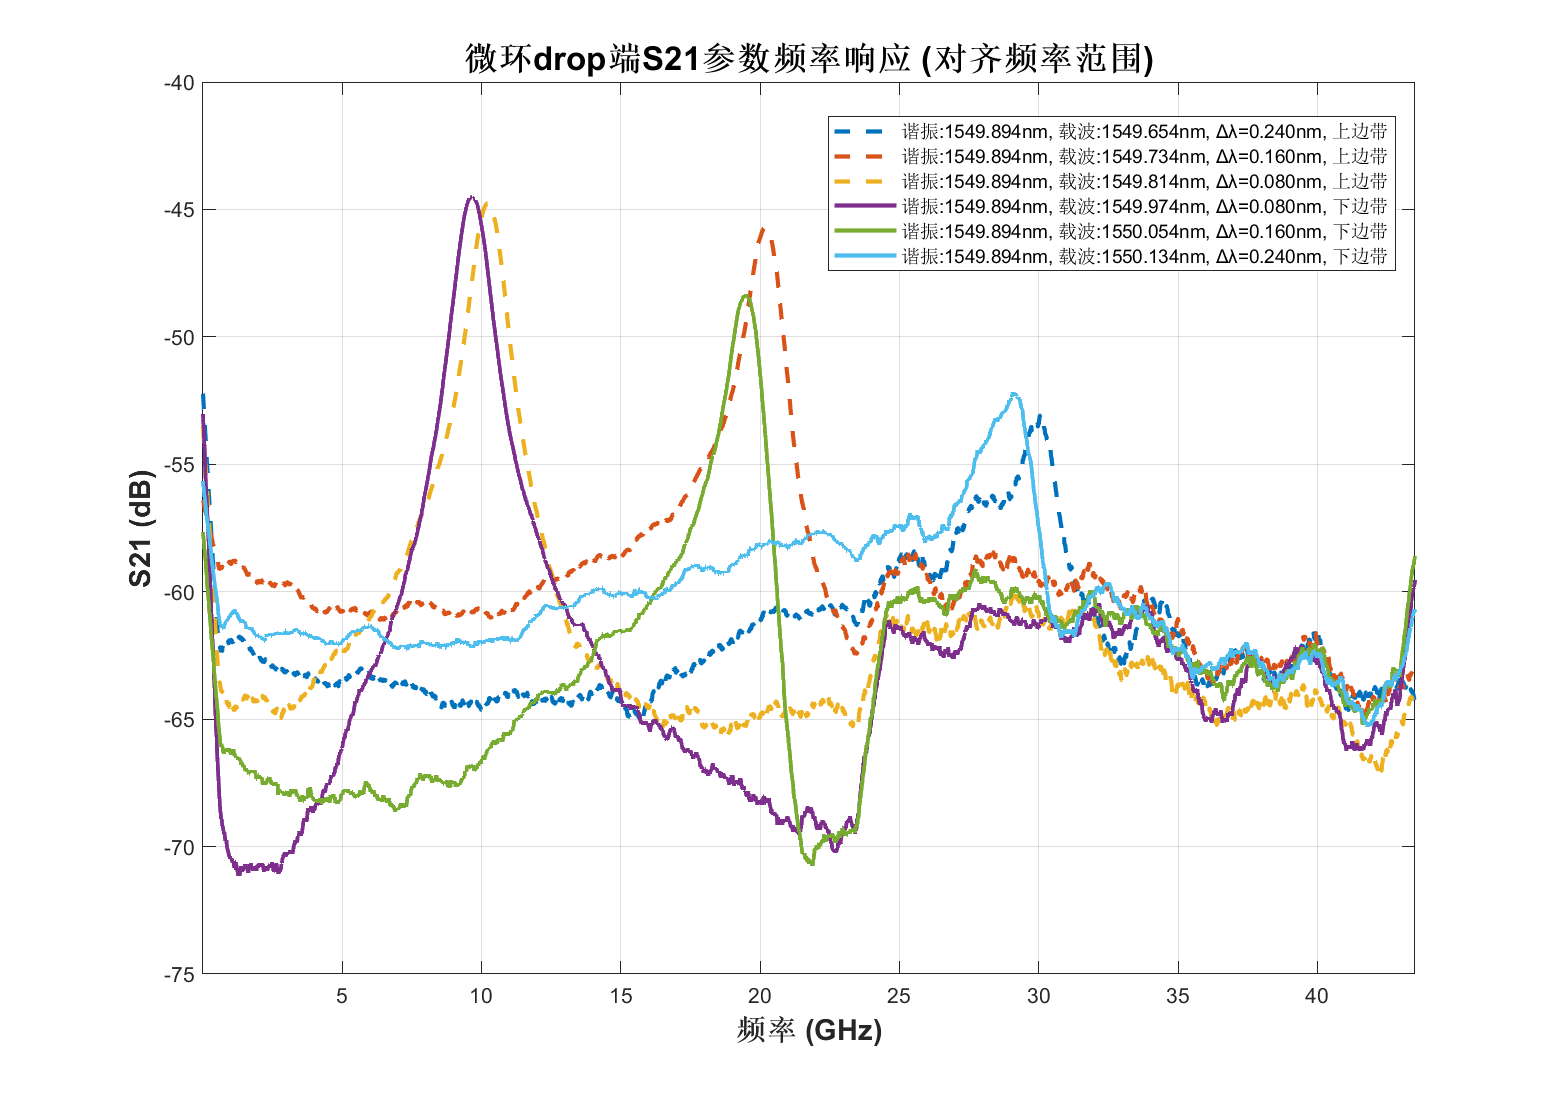 微环drop端S21参数频率响应 (对齐频率范围)
谐振:1549.894nm, 载波:1549.654nm, Δλ=0.240nm, 上边带
谐振:1549.894nm, 载波:1549.734nm, Δλ=0.160nm, 上边带
谐振:1549.894nm, 载波:1549.814nm, Δλ=0.080nm, 上边带
谐振:1549.894nm, 载波:1549.974nm, Δλ=0.080nm, 下边带
谐振:1549.894nm, 载波:1550.054nm, Δλ=0.160nm, 下边带
谐振:1549.894nm, 载波:1550.134nm, Δλ=0.240nm, 下边带
S21 (dB)
-40
-45
-50
-55
-60
-65
-70
-75
5 10 15 20 25 30 35 40
频率 (GHz)